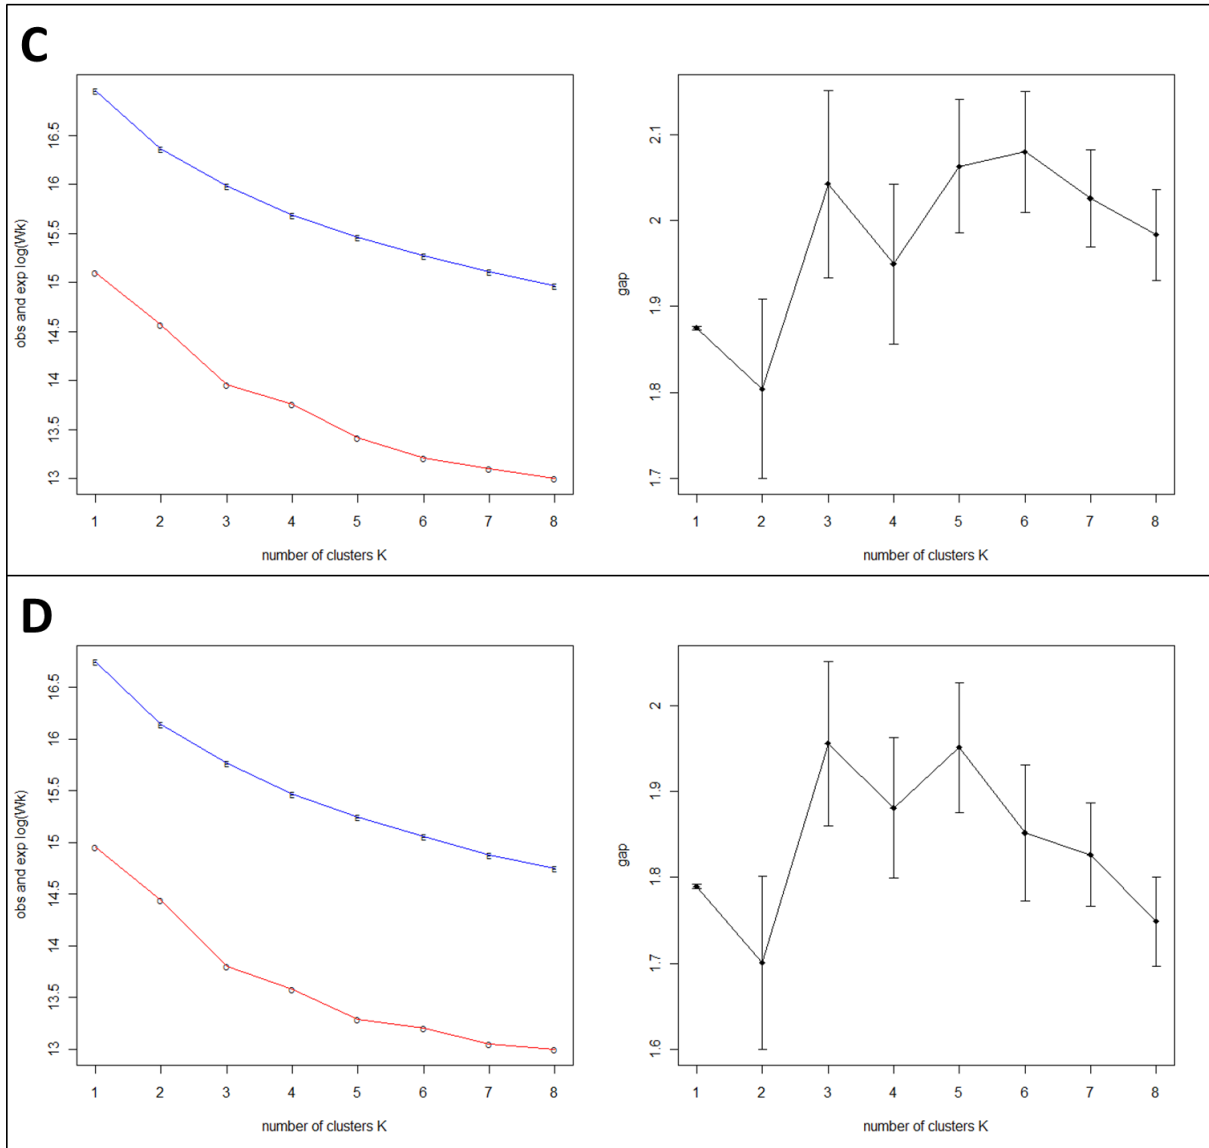 C
obs and exp log(Wk)
16.5
16
15.5
15
14.5
14
13.5
13
1 2 3 4 5 6 7 8
number of clusters K
gap
2.1
2
1.9
1.8
1.7
1 2 3 4 5 6 7 8
number of clusters K
D
obs and exp log(Wk)
16.5
16
15.5
15
14.5
14
13.5
13
1 2 3 4 5 6 7 8
number of clusters K
gap
2
1.9
1.8
1.7
1.6
1 2 3 4 5 6 7 8
number of clusters K